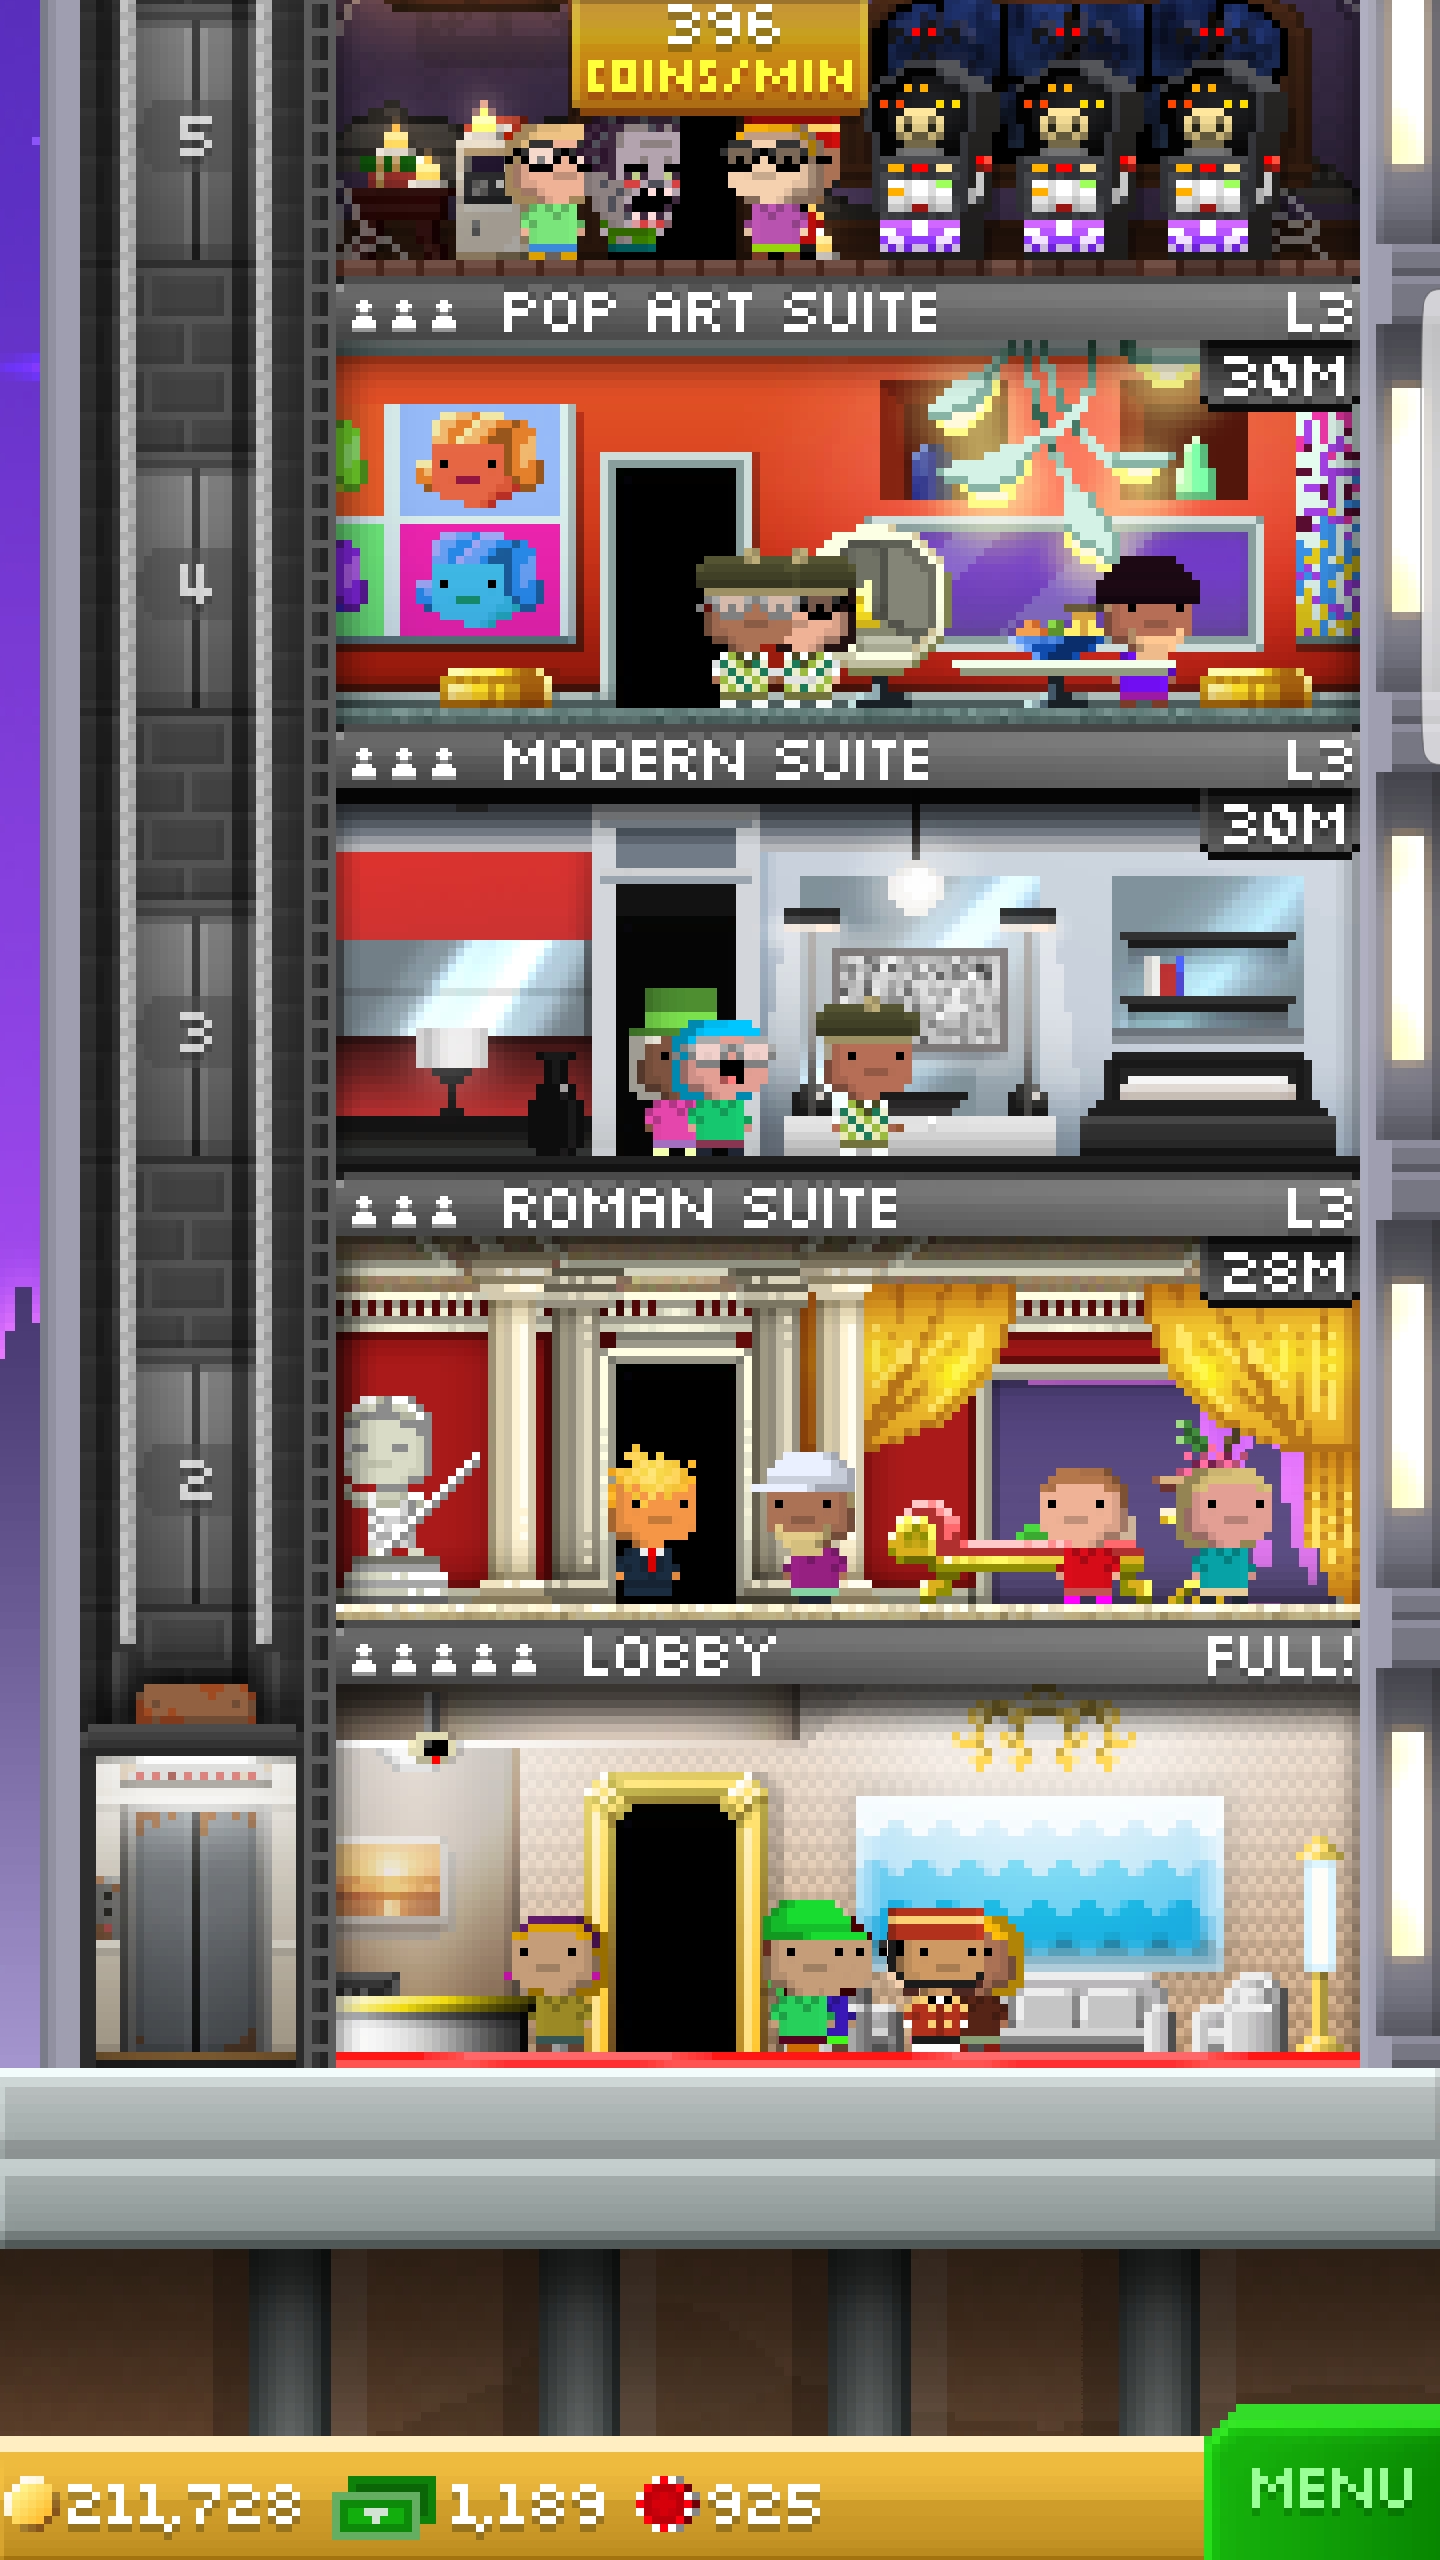 396
COINS/MIN
5
POP ART SUITE L3
30M
4
MODERN SUITE L3
30M
3
ROMAN SUITE L3
28M
2
LOBBY FULL!
211,728 1,189 925 MENU